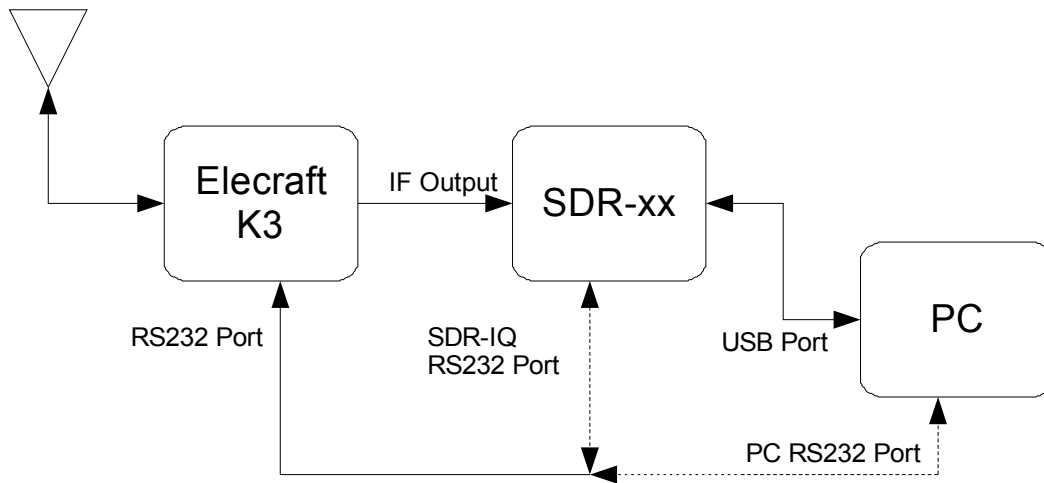 Elecraft
K3
IF Output
SDR-xx
RS232 Port
SDR-IQ
RS232 Port
USB Port
PC
PC RS232 Port